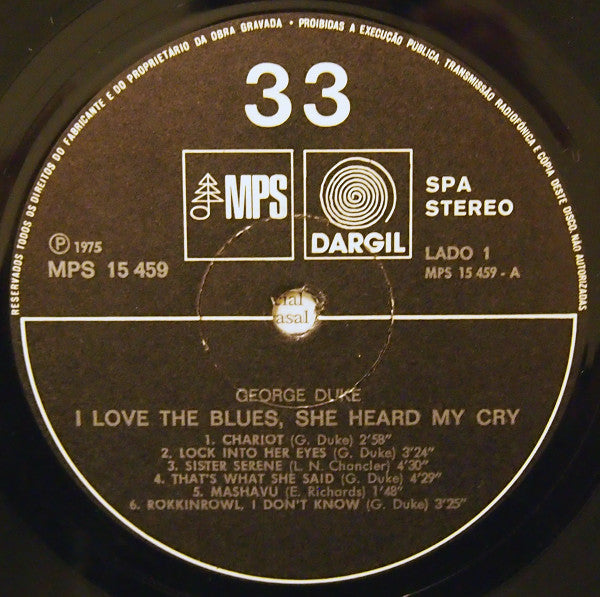 RESERVADOS TODOS OS DIREITOS DO FABRICANTE E DO PROPRIETÁRIO DA OBRA GRAVADA • PROIBIDAS A EXECUÇÃO PÚBLICA, TRANSMISSÃO RADIOFÓNICA E CÓPIA DESTE DISCO, NÃO AUTORIZADAS
33
MPS
DARGIL
SPA
STEREO
Ⓟ 1975
MPS 15 459
LADO 1
MPS 15 459 - A
asal
GEORGE DUKE
I LOVE THE BLUES, SHE HEARD MY CRY
1. CHARIOT (G. Duke) 2'58"
2. LOCK INTO HER EYES (G. Duke) 3'24"
3. SISTER SERENE (L. N. Chancler) 4'30"
4. THAT'S WHAT SHE SAID (G. Duke) 4'29"
5. MASHAVU (E. Richards) 1'48"
6. ROKKINROWL, I DON'T KNOW (G. Duke) 3'25"